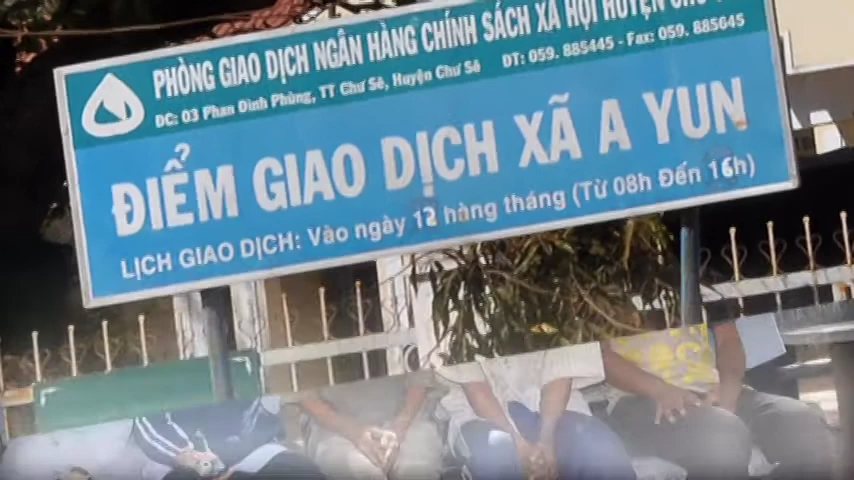 PHÒNG GIAO DỊCH NGÂN HÀNG CHÍNH SÁCH XÃ HỘI HUYỆN CHƯ
ĐC: 03 Phan Đình Phùng, TT Chư Sê, Huyện Chư Sê ĐT: 059. 885445 - Fax: 059. 885645
ĐIỂM GIAO DỊCH XÃ A YUN
LỊCH GIAO DỊCH: Vào ngày 12 hàng tháng (Từ 08h Đến 16h)